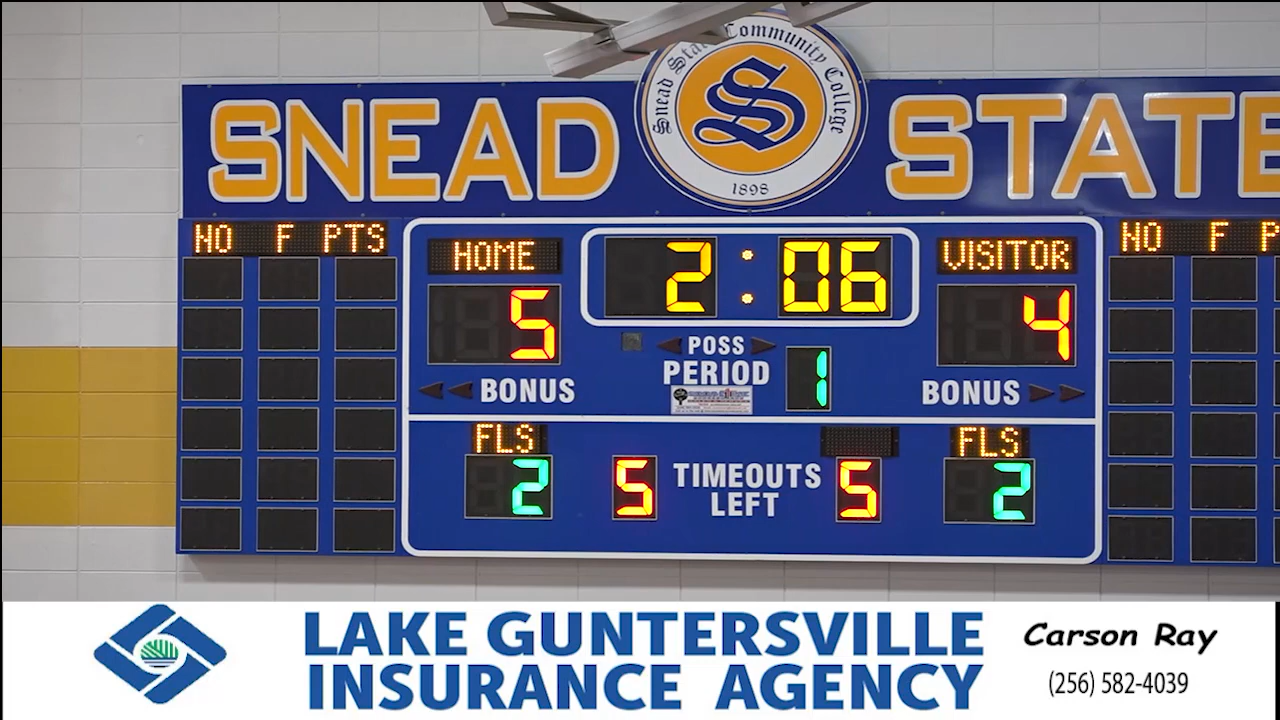 Snead State Community College
S
1898
SNEAD STATE
NO F PTS
HOME
2:06
VISITOR
NO F P
5
4
POSS
PERIOD
1
BONUS
BONUS
FLS
FLS
2
5
TIMEOUTS
LEFT
5
2
LAKE GUNTERSVILLE
INSURANCE AGENCY
Carson Ray
(256) 582-4039